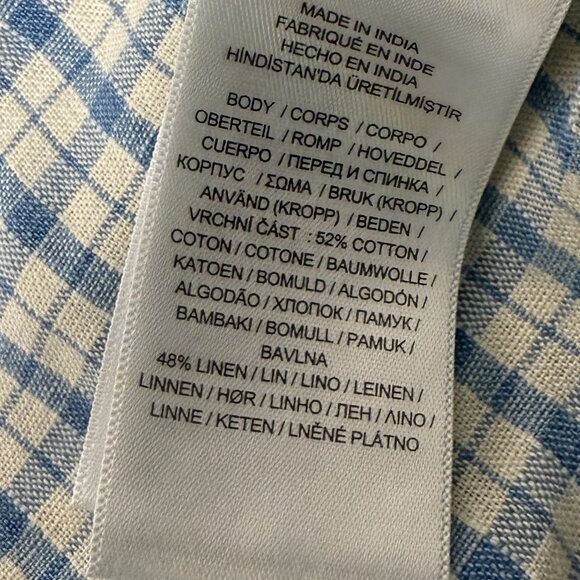 MADE IN INDIA
FABRIQUÉ EN INDE
HECHO EN INDIA
HİNDİSTAN'DA ÜRETİLMİŞTİR
BODY / CORPS / CORPO /
OBERTEIL / ROMP / HOVEDDEL /
CUERPO / ПЕРЕД И СПИНКА /
КОРПУС / ΣΩΜΑ / BRUK (KROPP) /
ANVÄND (KROPP) / BEDEN /
VRCHNÍ ČÁST : 52% COTTON /
COTON / COTONE / BAUMWOLLE /
KATOEN / BOMULD / ALGODÓN /
ALGODÃO / ХЛОПОК / ПАМУК /
BAMBAKI / BOMULL / PAMUK /
BAVLNA
48% LINEN / LIN / LINO / LEINEN /
LINNEN / HØR / LINHO / ЛЕН / ΛΙΝΟ /
LINNE / KETEN / LNĚNÉ PLÁTNO